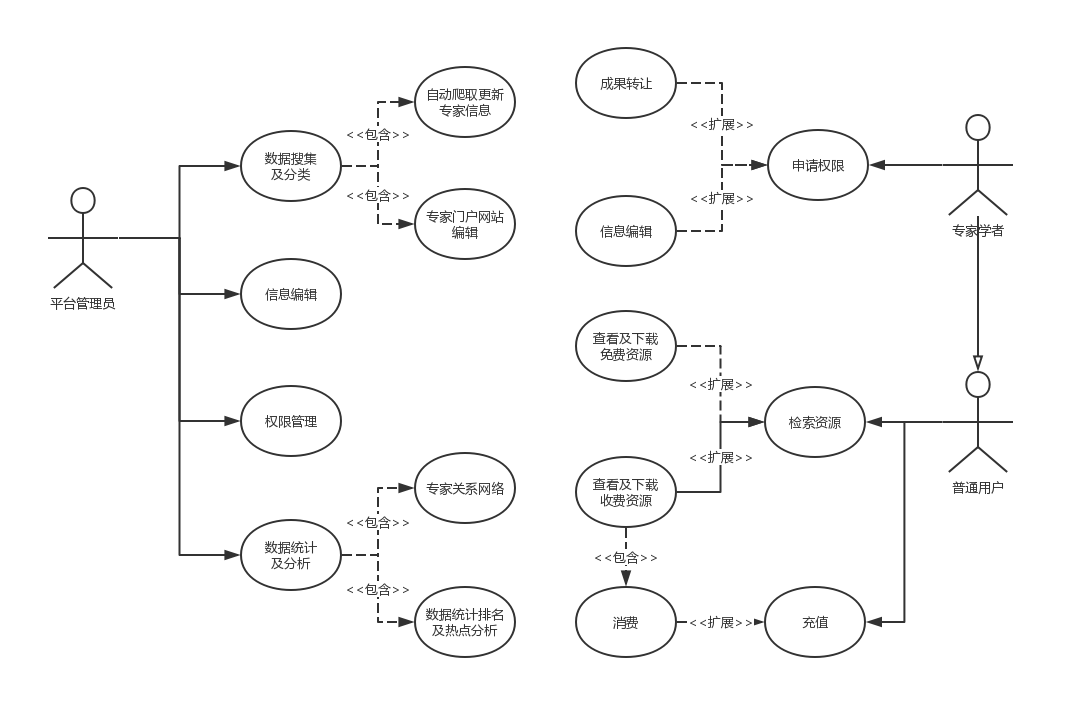 自动爬取更新
专家信息
<<包含>>
数据搜集
及分类
<<包含>>
专家门户网站
编辑
平台管理员
信息编辑
权限管理
专家关系网络
<<包含>>
数据统计
及分析
<<包含>>
数据统计排名
及热点分析
成果转让
<<扩展>>
申请权限
<<扩展>>
信息编辑
专家学者
查看及下载
免费资源
<<扩展>>
检索资源
<<扩展>>
查看及下载
收费资源
普通用户
<<包含>>
消费
<<扩展>>
充值